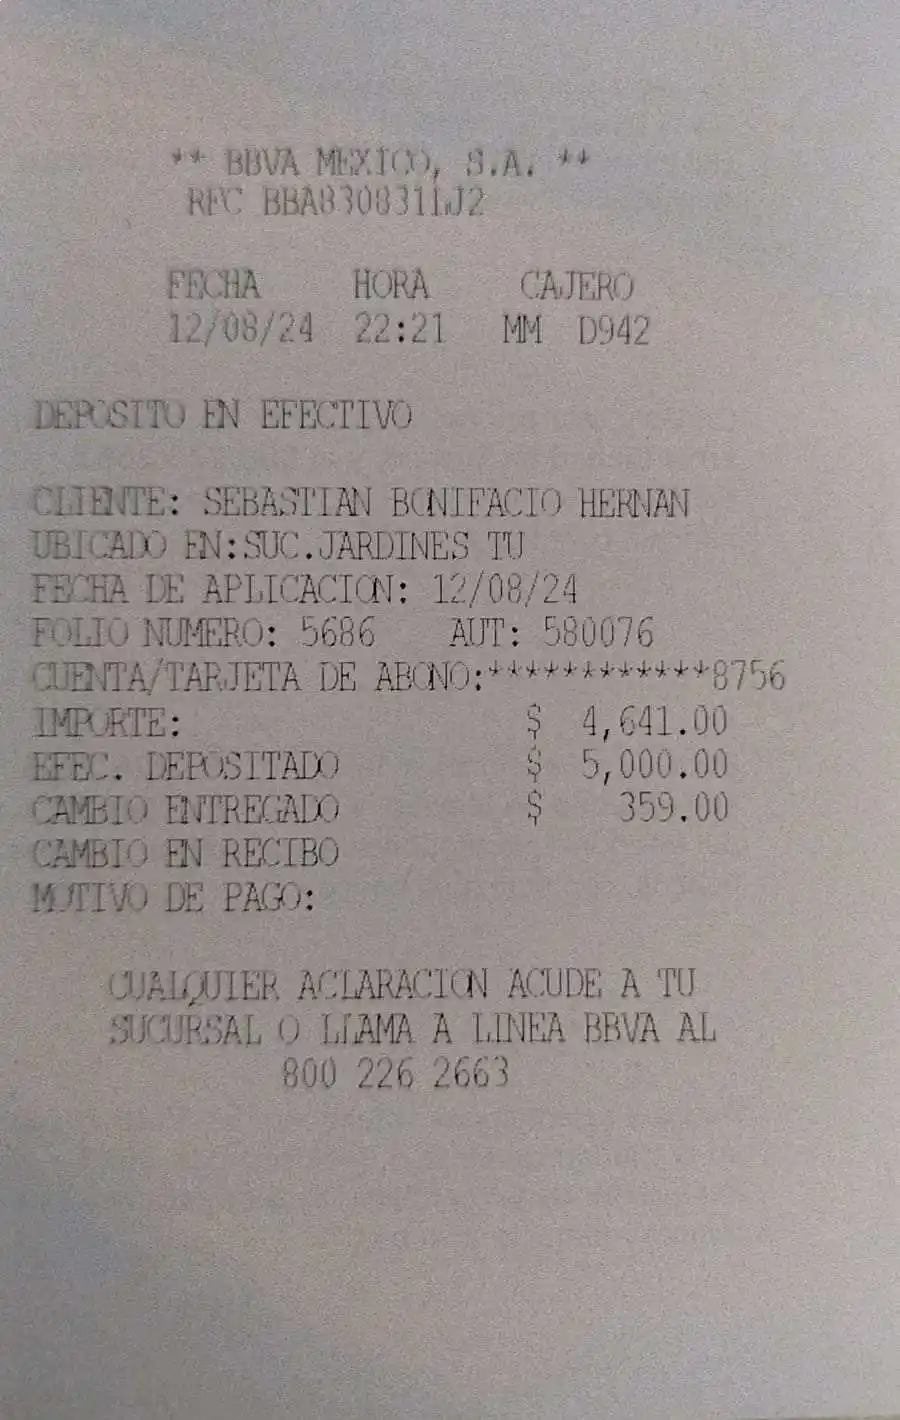 ** BBVA MEXICO, S.A. **
RFC BBA830831LJ2
FECHA HORA CAJERO
12/08/24 22:21 MM D942
DEPOSITO EN EFECTIVO
CLIENTE: SEBASTIAN BONIFACIO HERNAN
UBICADO EN:SUC.JARDINES TU
FECHA DE APLICACION: 12/08/24
FOLIO NUMERO: 5686 AUT: 580076
CUENTA/TARJETA DE ABONO:************8756
IMPORTE: $ 4,641.00
EFEC. DEPOSITADO $ 5,000.00
CAMBIO ENTREGADO $ 359.00
CAMBIO EN RECIBO
MOTIVO DE PAGO:
CUALQUIER ACLARACION ACUDE A TU
SUCURSAL O LLAMA A LINEA BBVA AL
800 226 2663